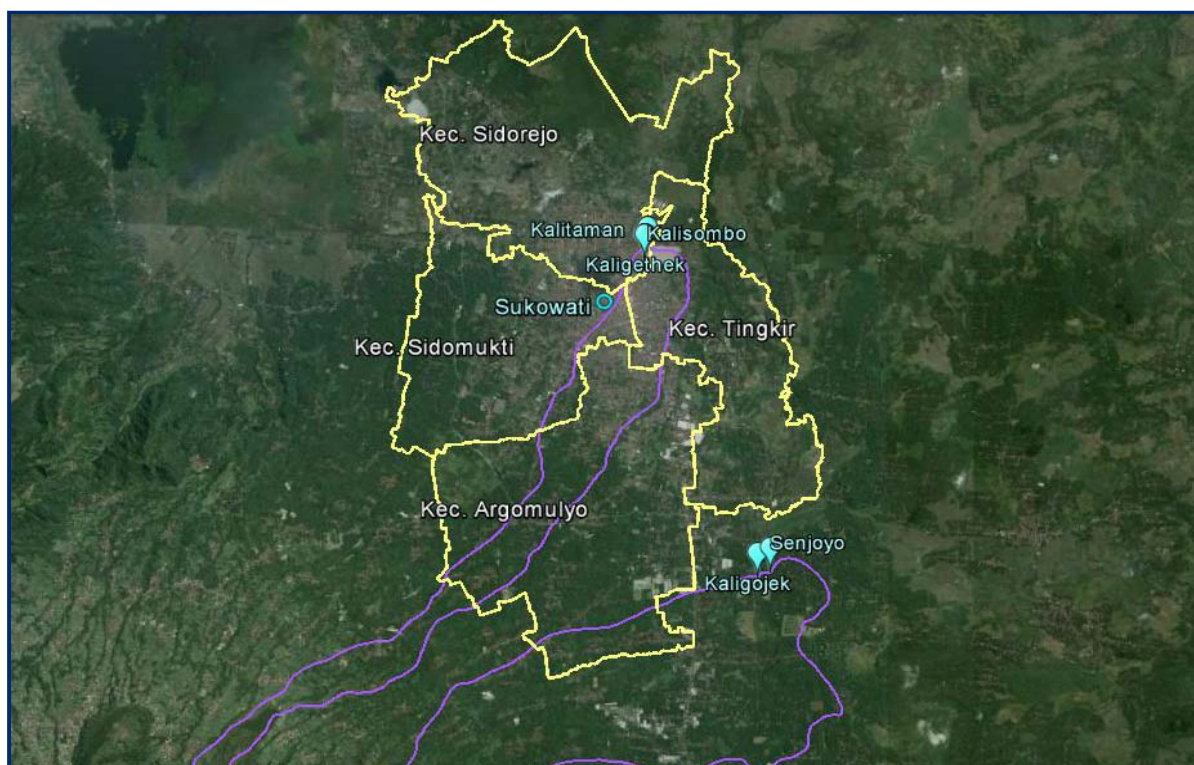 Kec. Sidorejo
Kalitaman
Kalisombo
Kaligethek
Sukowati
Kec. Tingkir
Kec. Sidomukti
Kec. Argomulyo
Senjoyo
Kaligojek